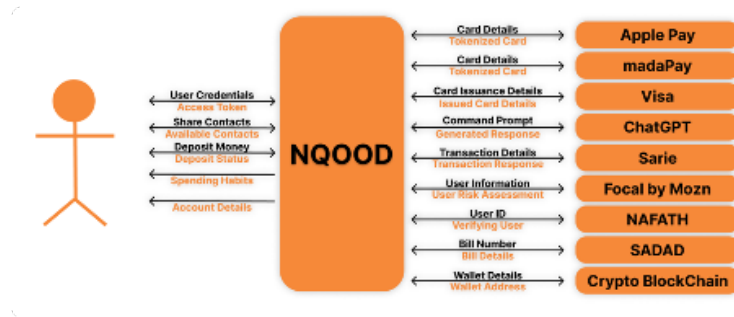 User Credentials
Access Token
Share Contacts
Available Contacts
Deposit Money
Deposit Status
Spending Habits
Account Details
NQOOD
Card Details
Tokenized Card
Card Details
Tokenized Card
Card Issuance Details
Issued Card Details
Command Prompt
Generated Response
Transaction Details
Transaction Response
User Information
User Risk Assessment
User ID
Verifying User
Bill Number
Bill Details
Wallet Details
Wallet Address
Apple Pay
madaPay
Visa
ChatGPT
Sarie
Focal by Mozn
NAFATH
SADAD
Crypto BlockChain